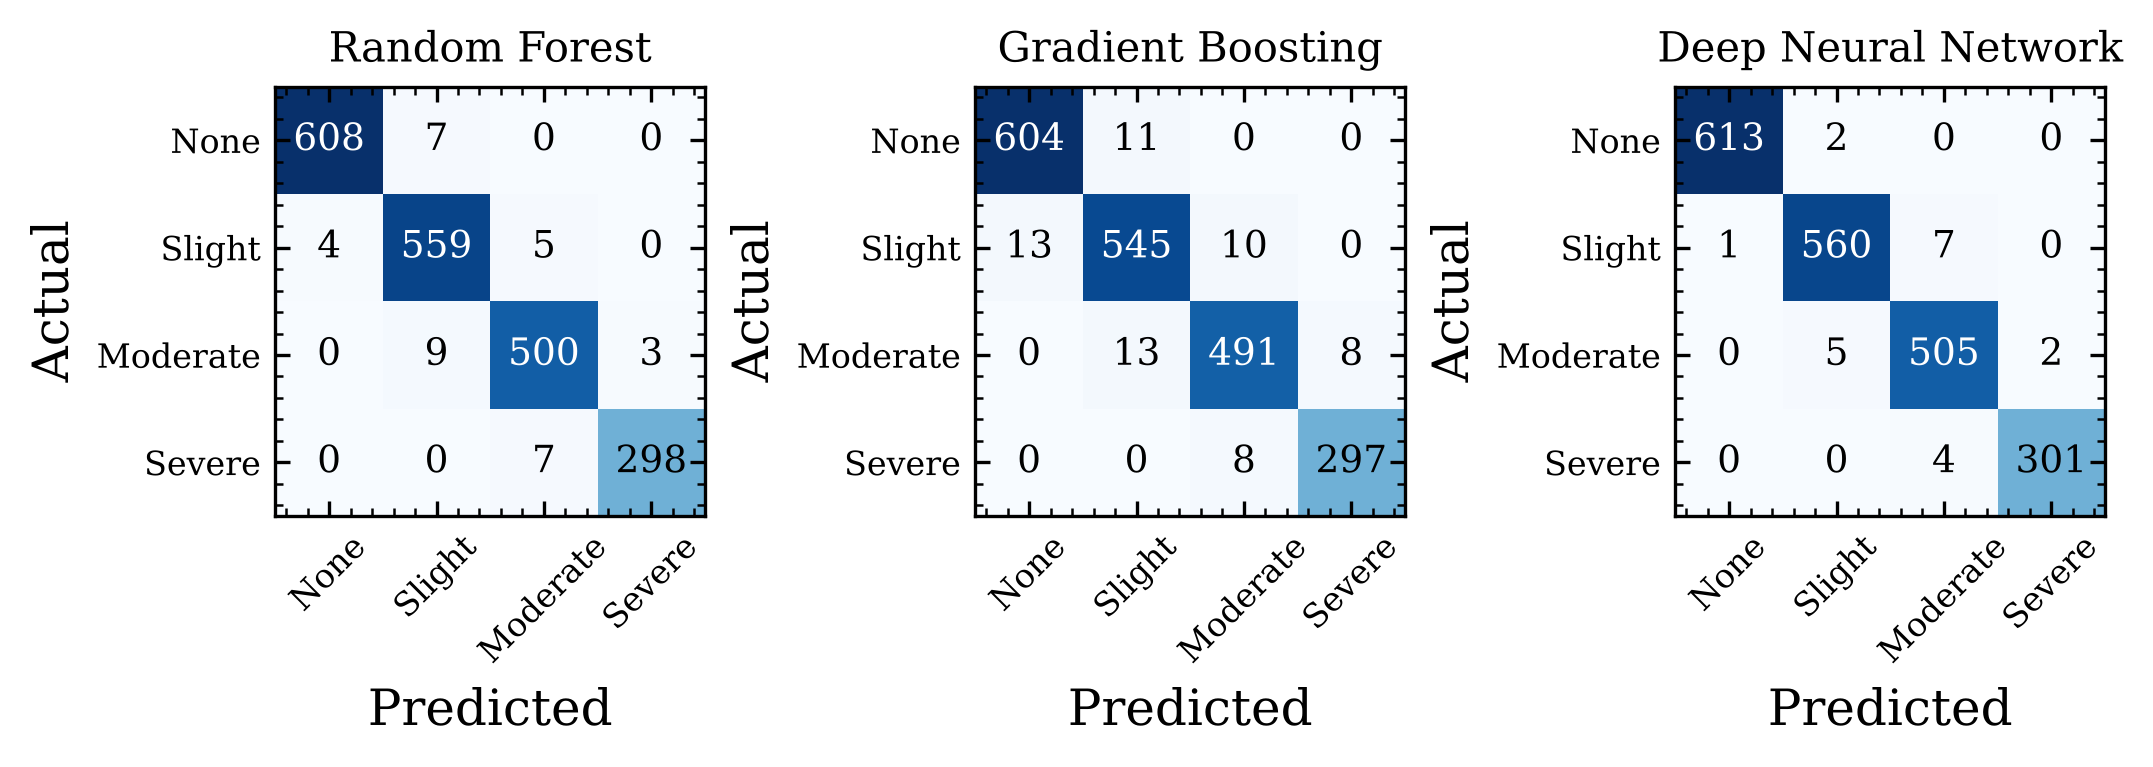 Random Forest
Actual
None 608 7 0 0
Slight 4 559 5 0
Moderate 0 9 500 3
Severe 0 0 7 298
None Slight Moderate Severe
Predicted
Gradient Boosting
Actual
None 604 11 0 0
Slight 13 545 10 0
Moderate 0 13 491 8
Severe 0 0 8 297
None Slight Moderate Severe
Predicted
Deep Neural Network
Actual
None 613 2 0 0
Slight 1 560 7 0
Moderate 0 5 505 2
Severe 0 0 4 301
None Slight Moderate Severe
Predicted